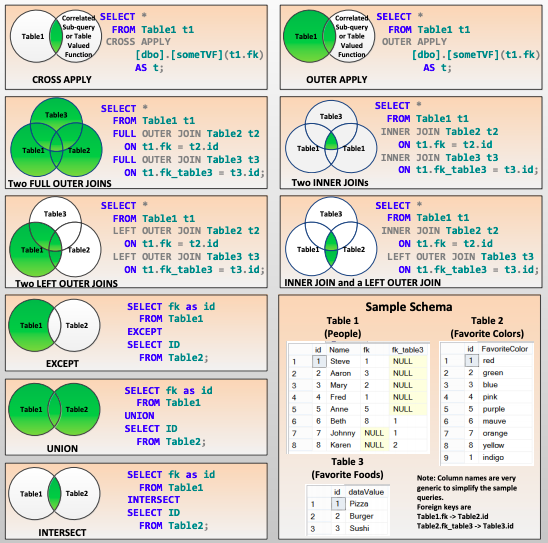 Table1
Correlated
Sub-query
or Table
Valued
Function
SELECT *
FROM Table1 t1
CROSS APPLY
[dbo].[someTVF](t1.fk)
AS t;
CROSS APPLY
Table1
Correlated
Sub-query
or Table
Valued
Function
SELECT *
FROM Table1 t1
OUTER APPLY
[dbo].[someTVF](t1.fk)
AS t;
OUTER APPLY
Table3
Table1
Table2
SELECT *
FROM Table1 t1
FULL OUTER JOIN Table2 t2
ON t1.fk = t2.id
FULL OUTER JOIN Table3 t3
ON t1.fk_table3 = t3.id;
Two FULL OUTER JOINS
Table3
Table1
Table2
SELECT *
FROM Table1 t1
INNER JOIN Table2 t2
ON t1.fk = t2.id
INNER JOIN Table3 t3
ON t1.fk_table3 = t3.id;
Two INNER JOINs
Table3
Table1
Table2
SELECT *
FROM Table1 t1
LEFT OUTER JOIN Table2 t2
ON t1.fk = t2.id
LEFT OUTER JOIN Table3 t3
ON t1.fk_table3 = t3.id;
Two LEFT OUTER JOINS
Table3
Table1
Table2
SELECT *
FROM Table1 t1
INNER JOIN Table2 t2
ON t1.fk = t2.id
LEFT OUTER JOIN Table3 t3
ON t1.fk_table3 = t3.id;
INNER JOIN and a LEFT OUTER JOIN
Table1
Table2
SELECT fk as id
FROM Table1
EXCEPT
SELECT ID
FROM Table2;
EXCEPT
Table1
Table2
SELECT fk as id
FROM Table1
UNION
SELECT ID
FROM Table2;
UNION
Table1
Table2
SELECT fk as id
FROM Table1
INTERSECT
SELECT ID
FROM Table2;
INTERSECT
Sample Schema
Table 1
(People)
id Name fk fk_table3
1 1 Steve 1 NULL
2 2 Aaron 3 NULL
3 3 Mary 2 NULL
4 4 Fred 1 NULL
5 5 Anne 5 NULL
6 6 Beth 8 1
7 7 Johnny NULL 1
8 8 Karen NULL 2
Table 2
(Favorite Colors)
id FavoriteColor
1 1 red
2 2 green
3 3 blue
4 4 pink
5 5 purple
6 6 mauve
7 7 orange
8 8 yellow
9 1 indigo
Table 3
(Favorite Foods)
id dataValue
1 1 Pizza
2 2 Burger
3 3 Sushi
Note: Column names are very
generic to simplify the sample
queries.
Foreign keys are
Table1.fk -> Table2.id
Table2.fk_table3 -> Table3.id